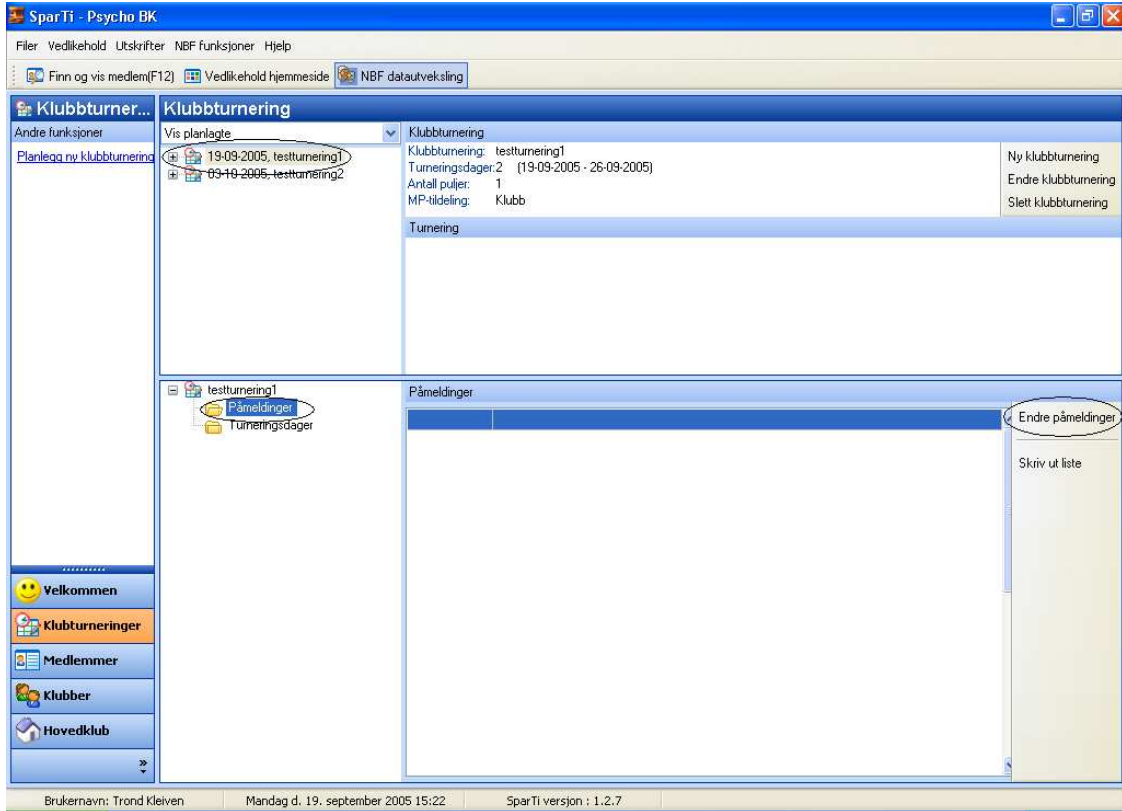 SparTi - Psycho BK
Filer Vedlikehold Utskrifter NBF funksjoner Hjelp
Finn og vis medlem(F12) Vedlikehold hjemmeside NBF datautveksling
Klubbturner...
Andre funksjoner
Planlegg ny klubbturnering
Klubbturnering
Vis planlagte
19-09-2005, testturnering1
03-10-2005, testturnering2
Klubbturnering
Klubbturnering: testturnering1
Turneringsdager:2 (19-09-2005 - 26-09-2005)
Antall puljer: 1
MP-tildeling: Klubb
Ny klubbturnering
Endre klubbturnering
Slett klubbturnering
Turnering
testturnering1
Påmeldinger
Turneringsdager
Påmeldinger
Endre påmeldinger
Skriv ut liste
Velkommen
Klubturneringer
Medlemmer
Klubber
Hovedklub
Brukernavn: Trond Kleiven Mandag d. 19. september 2005 15:22 SparTi versjon : 1.2.7